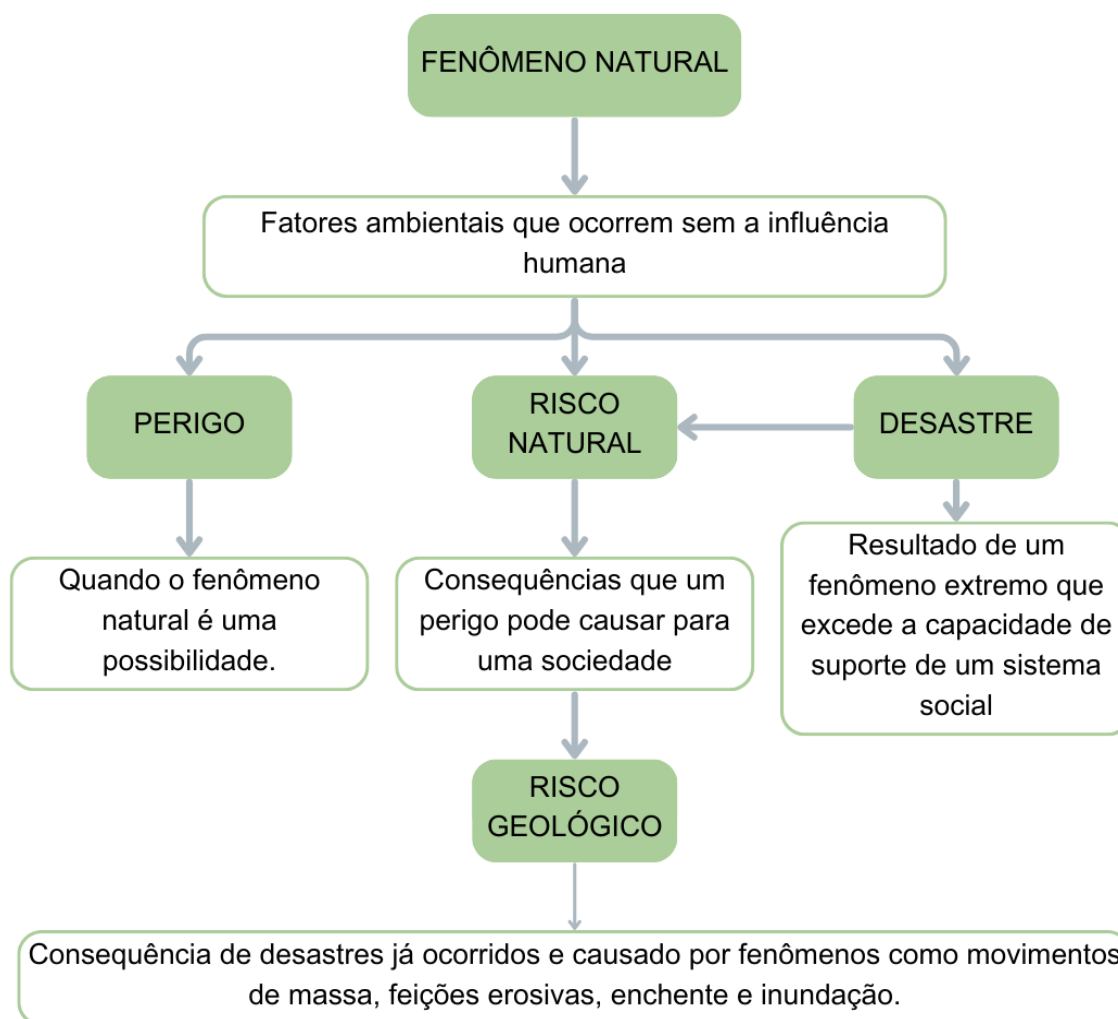 FENÔMENO NATURAL
Fatores ambientais que ocorrem sem a influência
humana
PERIGO
RISCO
NATURAL
DESASTRE
Quando o fenômeno
natural é uma
possibilidade.
Consequências que um
perigo pode causar para
uma sociedade
Resultado de um
fenômeno extremo que
excede a capacidade de
suporte de um sistema
social
RISCO
GEOLÓGICO
Consequência de desastres já ocorridos e causado por fenômenos como movimentos
de massa, feições erosivas, enchente e inundação.